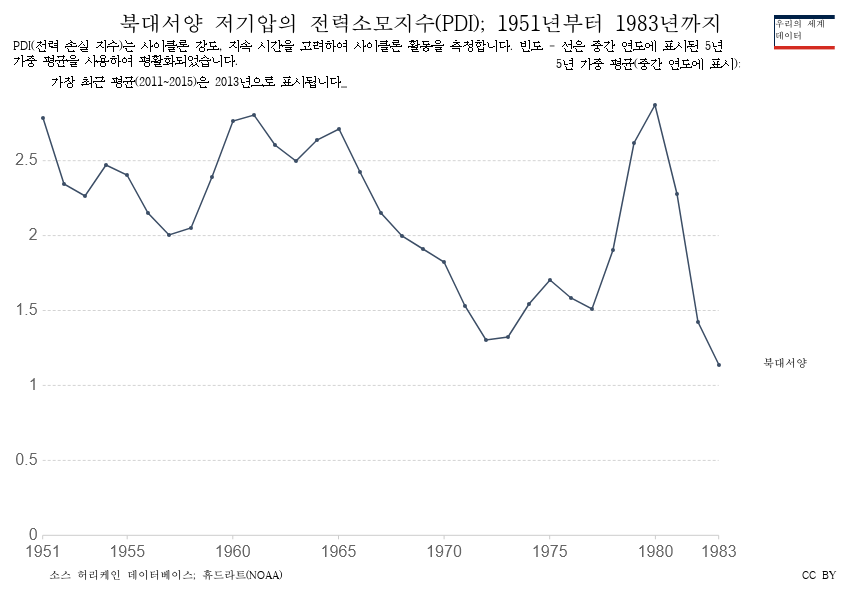 북대서양 저기압의 전력소모지수(PDI); 1951년부터 1983년까지
우리의 세계
데이터
PDI(전력 손실 지수)는 사이클론 강도, 지속 시간을 고려하여 사이클론 활동을 측정합니다. 빈도 - 선은 중간 연도에 표시된 5년
가중 평균을 사용하여 평활화되었습니다.
5년 가중 평균(중간 연도에 표시):
가장 최근 평균(2011~2015)은 2013년으로 표시됩니다_
2.5
2
1.5
북대서양
1
0.5
0
1951 1955 1960 1965 1970 1975 1980 1983
소스 허리케인 데이터베이스; 휴드라트(NOAA)
CC BY